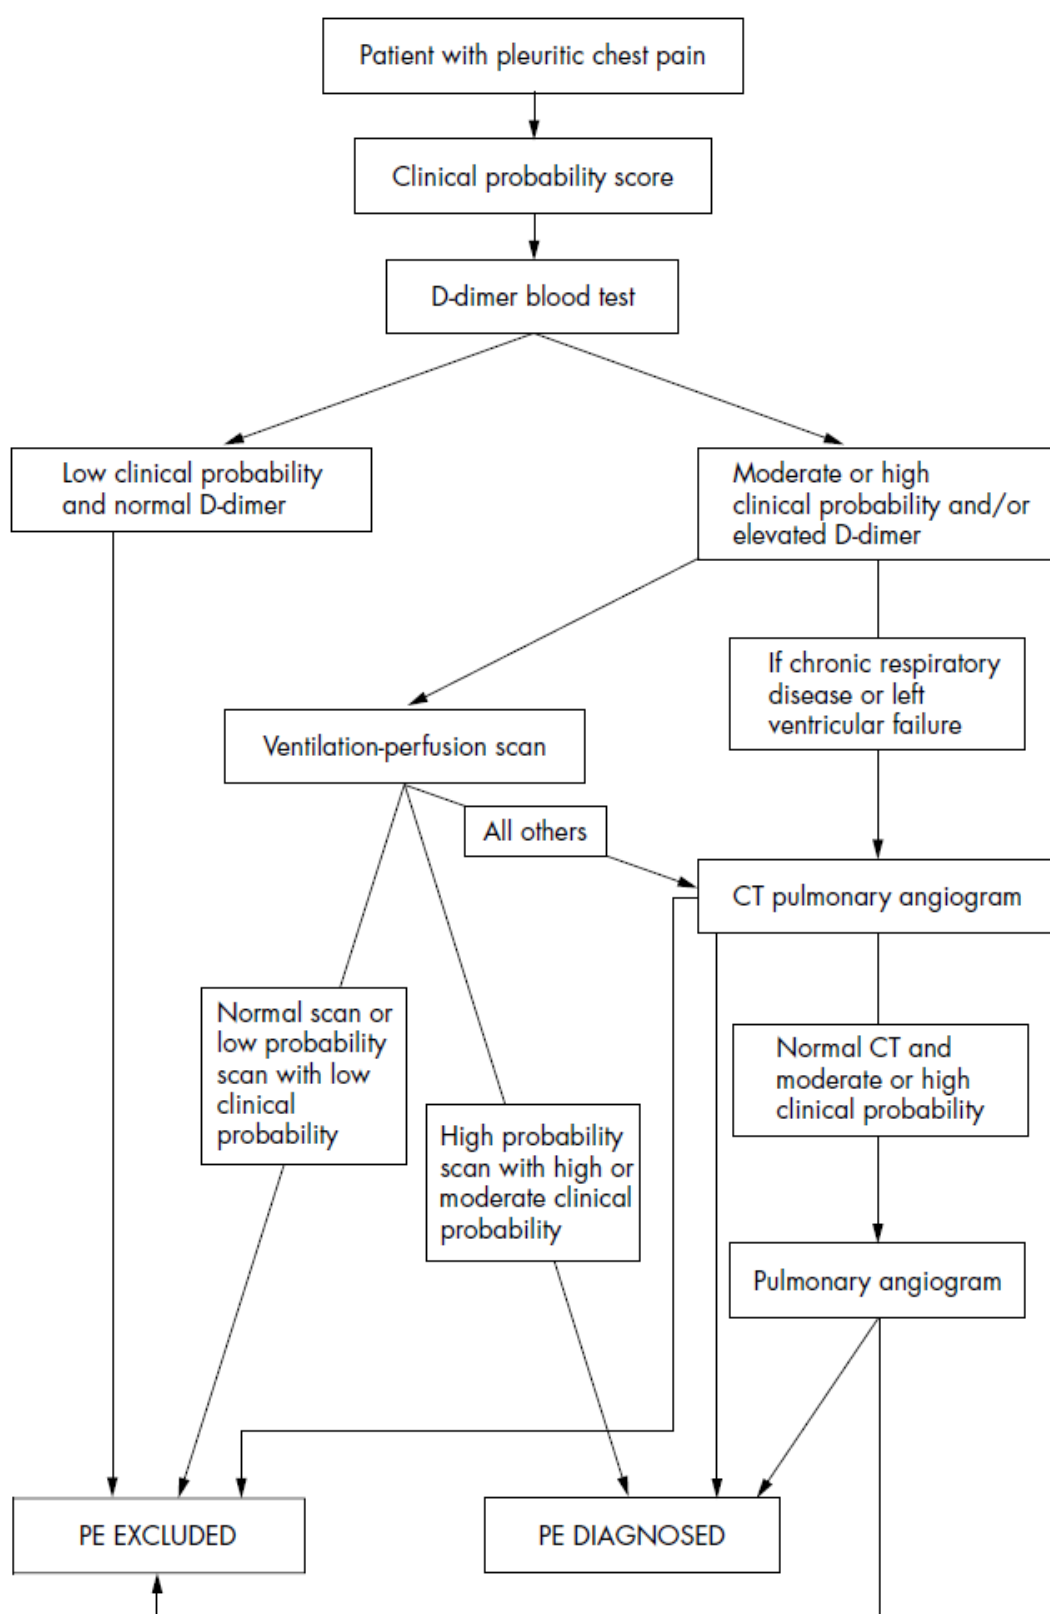 Patient with pleuritic chest pain
Clinical probability score
D-dimer blood test
Low clinical probability
and normal D-dimer
Moderate or high
clinical probability and/or
elevated D-dimer
If chronic respiratory
disease or left
ventricular failure
Ventilation-perfusion scan
All others
CT pulmonary angiogram
Normal scan or
low probability
scan with low
clinical
probability
Normal CT and
moderate or high
clinical probability
High probability
scan with high or
moderate clinical
probability
Pulmonary angiogram
PE EXCLUDED
PE DIAGNOSED